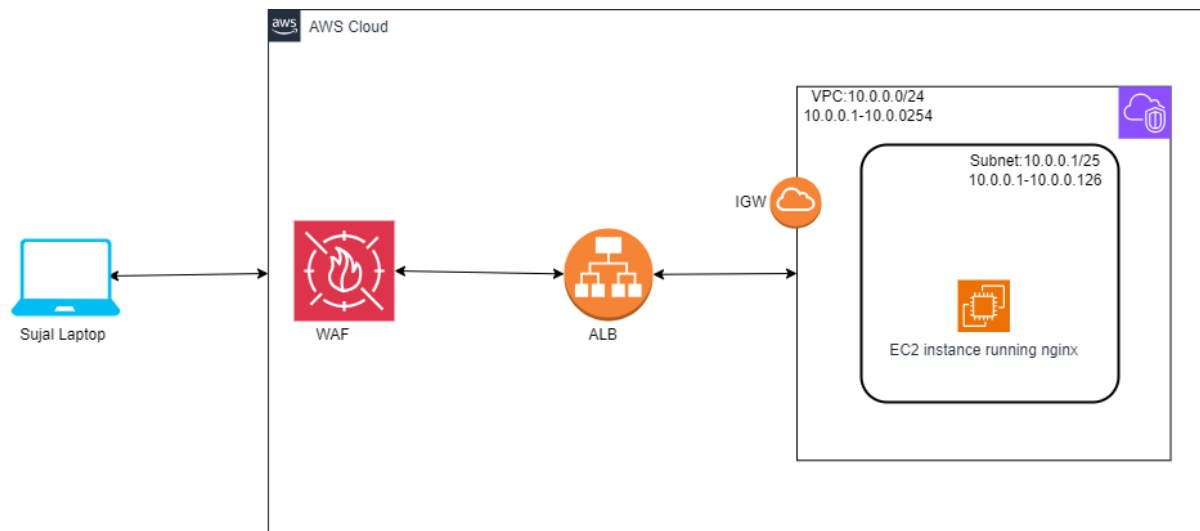 aws
AWS Cloud
VPC:10.0.0.0/24
10.0.0.1-10.0.0254
Subnet:10.0.0.1/25
10.0.0.1-10.0.0.126
IGW
Sujal Laptop
WAF
ALB
EC2 instance running nginx